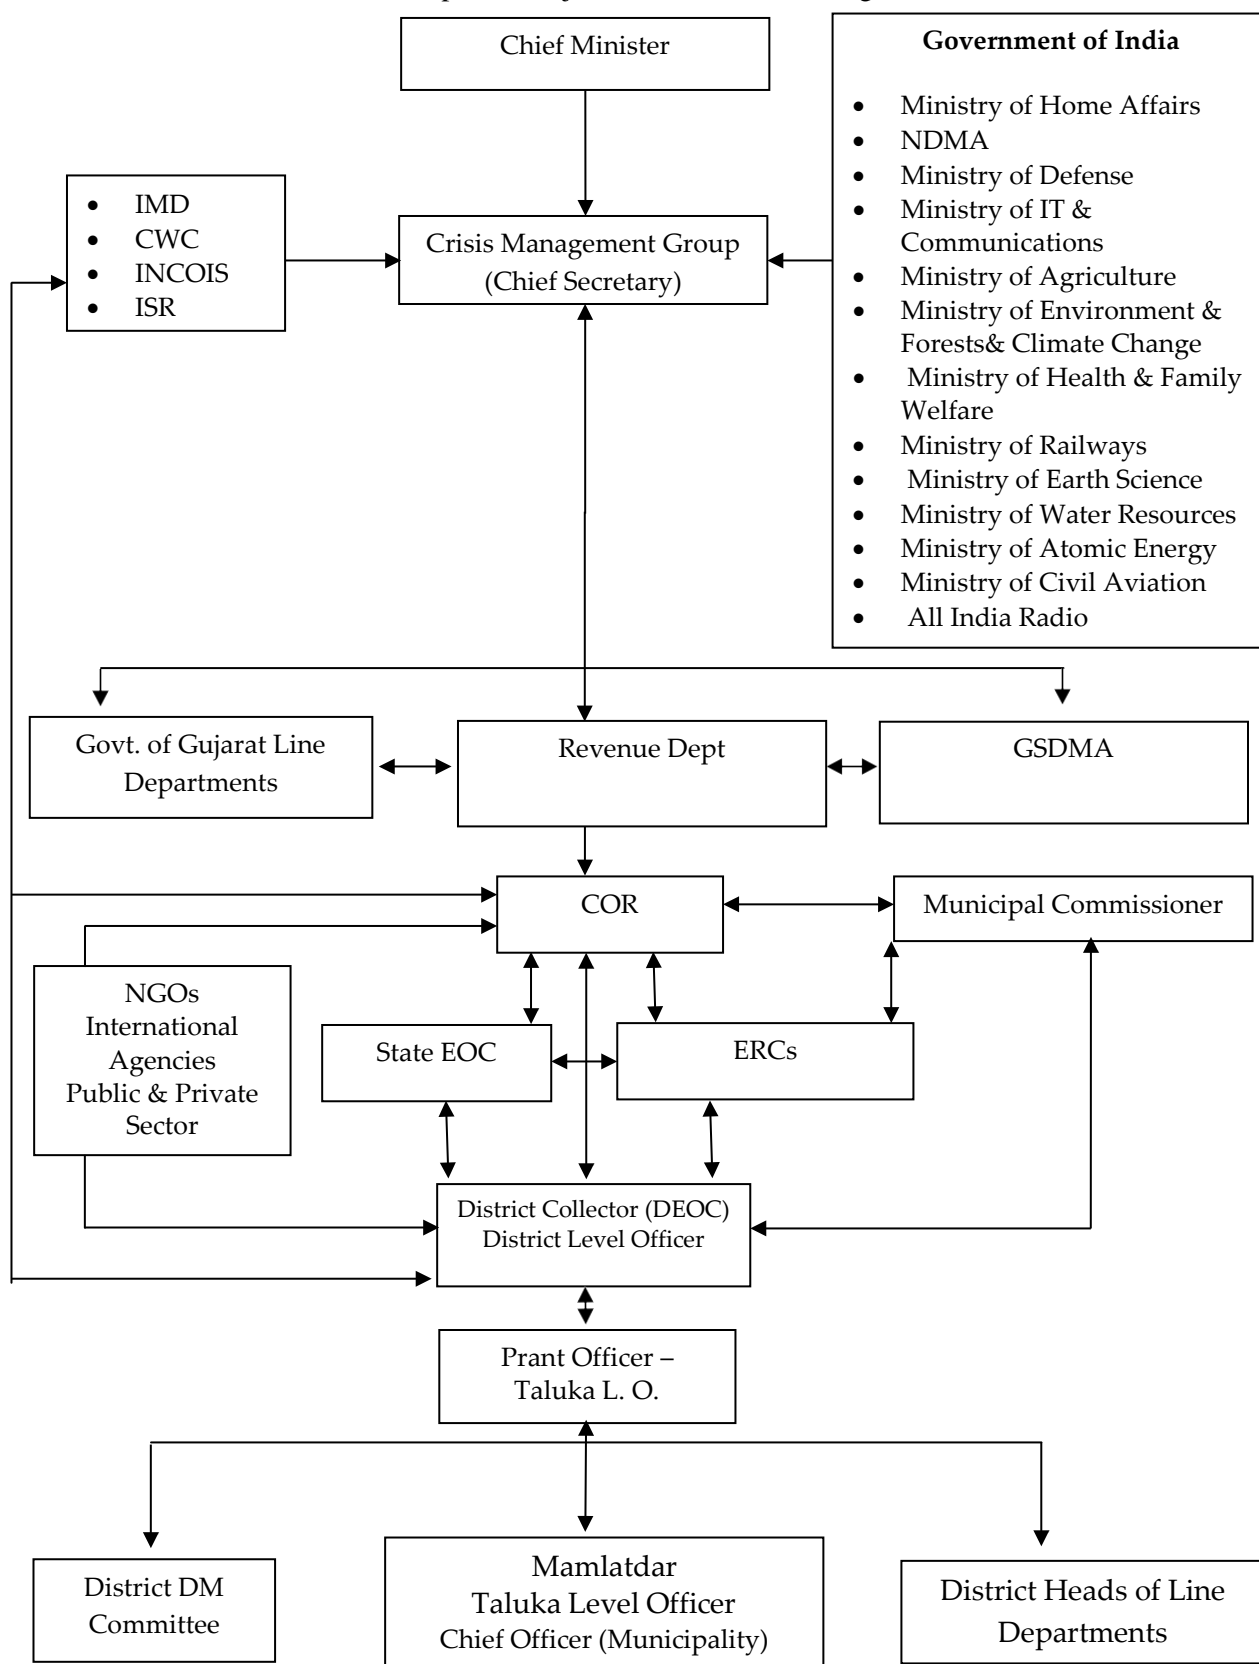 Chief Minister
Government of India
• Ministry of Home Affairs
• NDMA
• Ministry of Defense
• Ministry of IT &
Communications
• Ministry of Agriculture
• Ministry of Environment &
Forests& Climate Change
• Ministry of Health & Family
Welfare
• Ministry of Railways
• Ministry of Earth Science
• Ministry of Water Resources
• Ministry of Atomic Energy
• Ministry of Civil Aviation
• All India Radio
• IMD
• CWC
• INCOIS
• ISR
Crisis Management Group
(Chief Secretary)
Govt. of Gujarat Line
Departments
Revenue Dept
GSDMA
COR
Municipal Commissioner
NGOs
International
Agencies
Public & Private
Sector
State EOC
ERCs
District Collector (DEOC)
District Level Officer
Prant Officer –
Taluka L. O.
District DM
Committee
Mamlatdar
Taluka Level Officer
Chief Officer (Municipality)
District Heads of Line
Departments